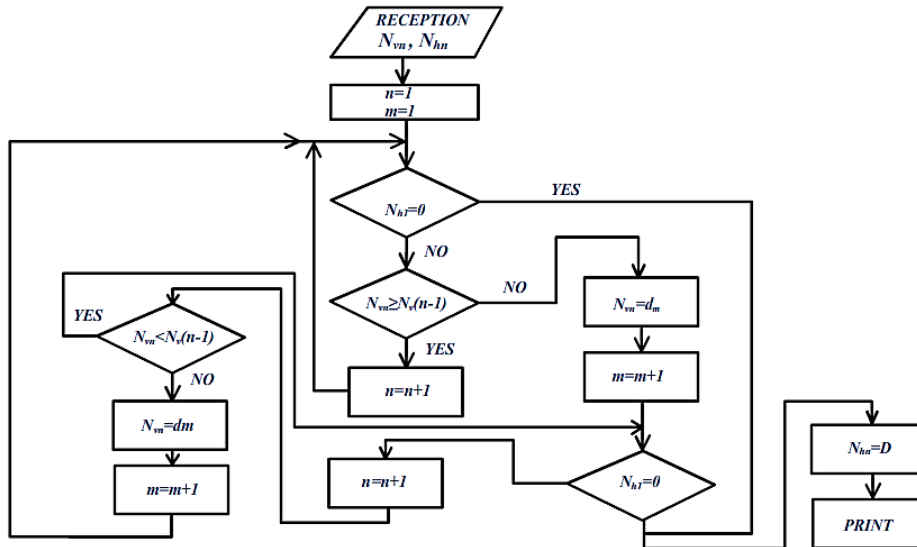 RECEPTION
Nvn , Nhn
n=1
m=1
YES
Nh1=0
NO
NO
Nvn≥Nv(n-1)
Nvn=dm
YES
Nvn<Nv(n-1)
YES
NO
n=n+1
m=m+1
Nvn=dm
Nhn=D
m=m+1
n=n+1
Nh1=0
PRINT